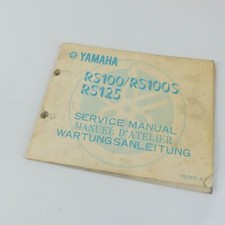 YAMAHA
RS100/RS100S
RS125
SERVICE MANUAL
MANUEL D'ATELIER
WARTUNGSANLEITUNG